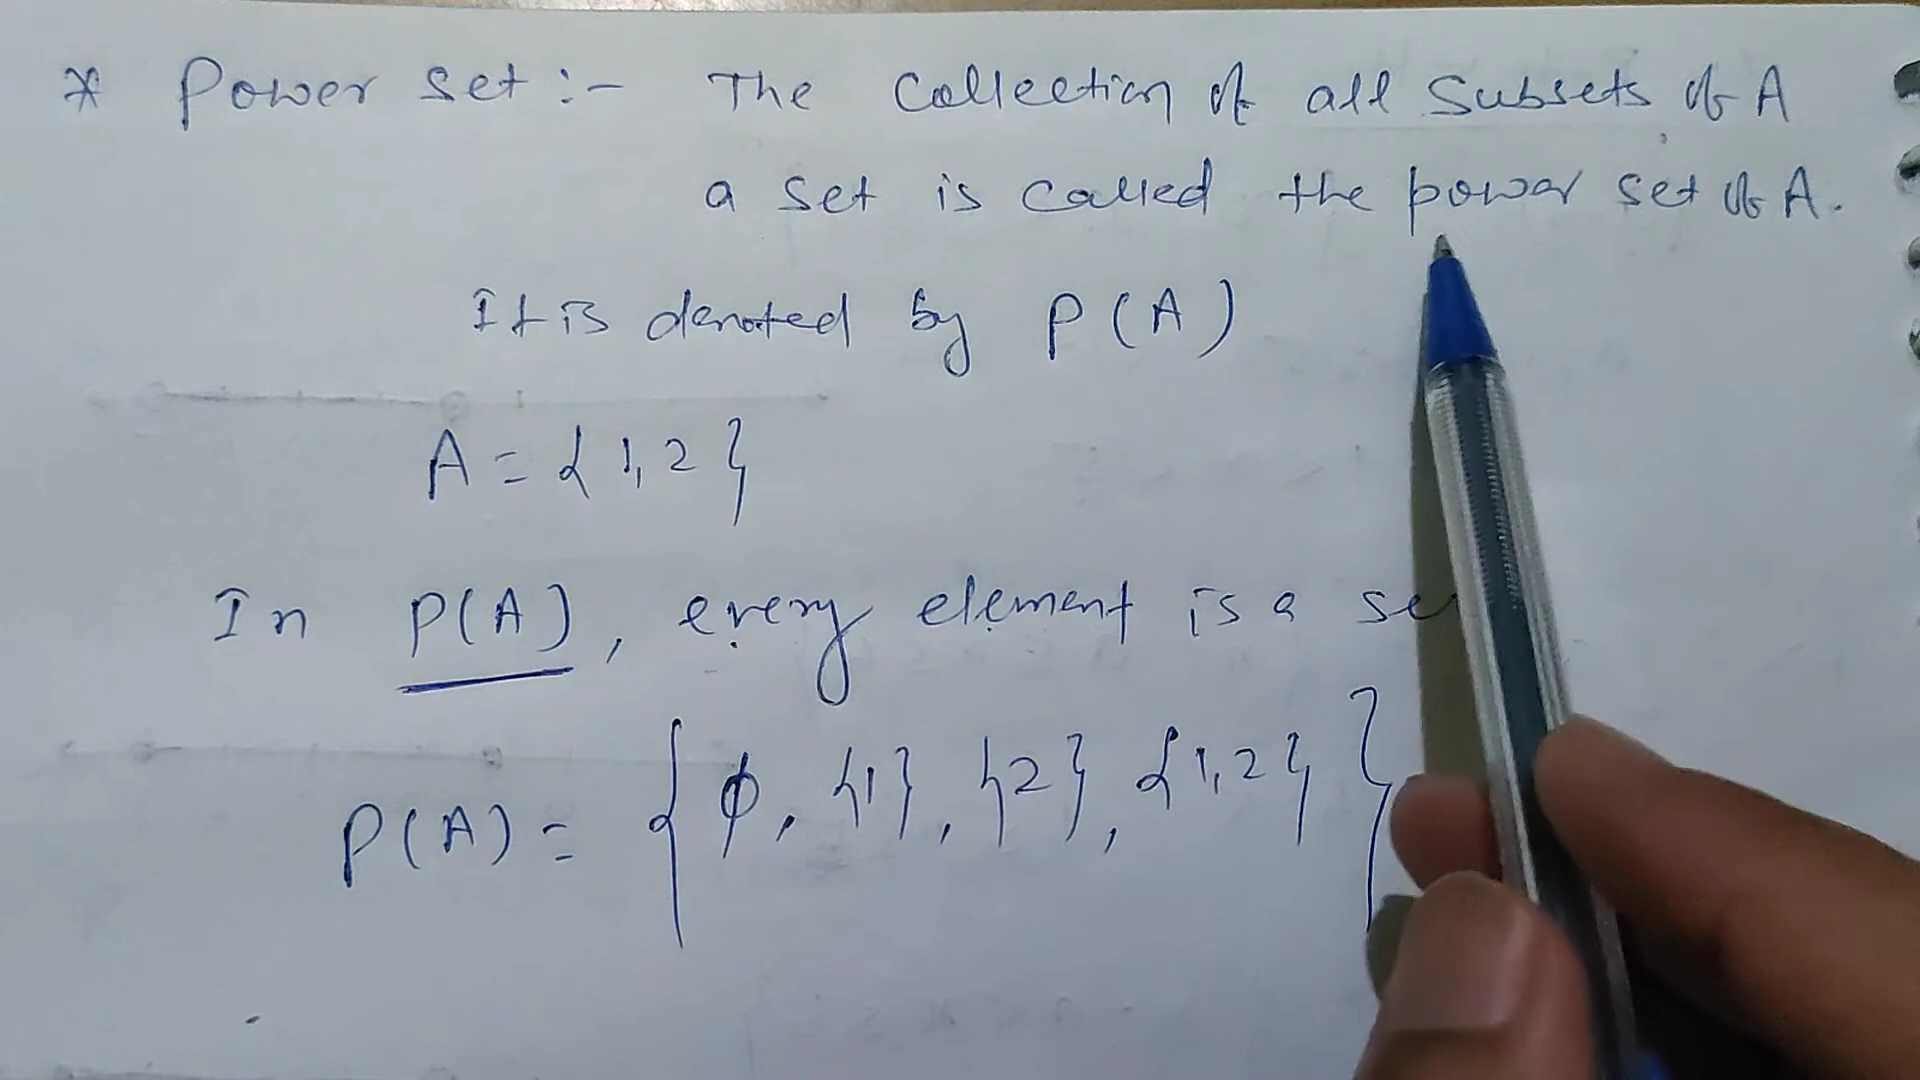 * Power set :- The Collection of all Subsets of A
a set is called the power set of A.
It is denoted by P(A)
A = {1,2}
In P(A), every element is a
P(A) = {ϕ, {1}, {2}, {1,2}}